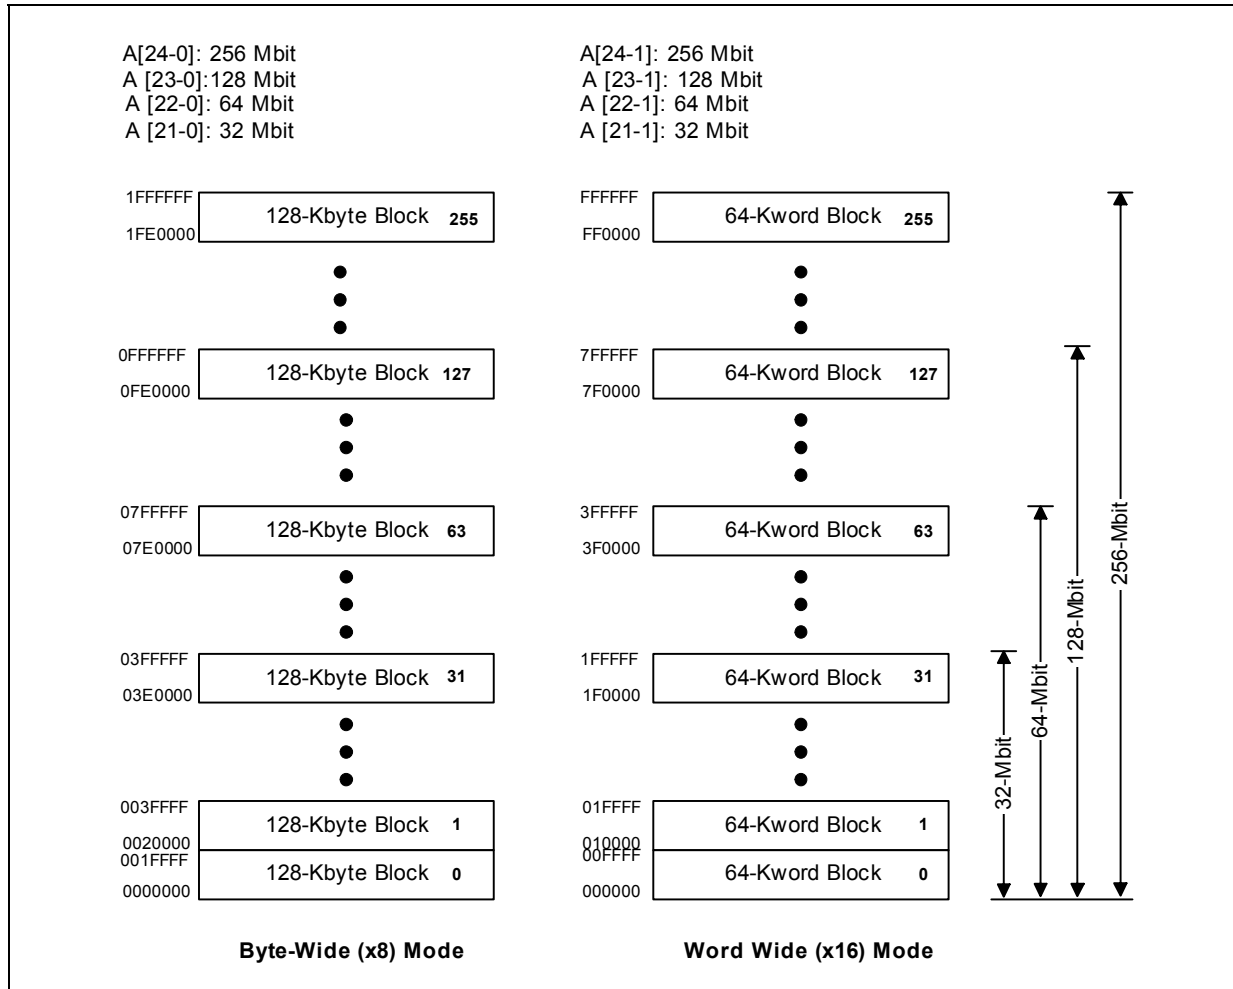 A[24-0]: 256 Mbit
A [23-0]:128 Mbit
A [22-0]: 64 Mbit
A [21-0]: 32 Mbit
A[24-1]: 256 Mbit
A [23-1]: 128 Mbit
A [22-1]: 64 Mbit
A [21-1]: 32 Mbit
1FFFFFF
128-Kbyte Block 255
1FE0000
FFFFFF
64-Kword Block 255
FF0000
0FFFFFF
128-Kbyte Block 127
0FE0000
7FFFFF
64-Kword Block 127
7F0000
07FFFFF
128-Kbyte Block 63
07E0000
3FFFFF
64-Kword Block 63
3F0000
03FFFFF
128-Kbyte Block 31
03E0000
1FFFFF
64-Kword Block 31
1F0000
003FFFF
128-Kbyte Block 1
0020000
001FFFF
128-Kbyte Block 0
0000000
01FFFF
64-Kword Block 1
010000
00FFFF
64-Kword Block 0
000000
32-Mbit
64-Mbit
128-Mbit
256-Mbit
Byte-Wide (x8) Mode
Word Wide (x16) Mode